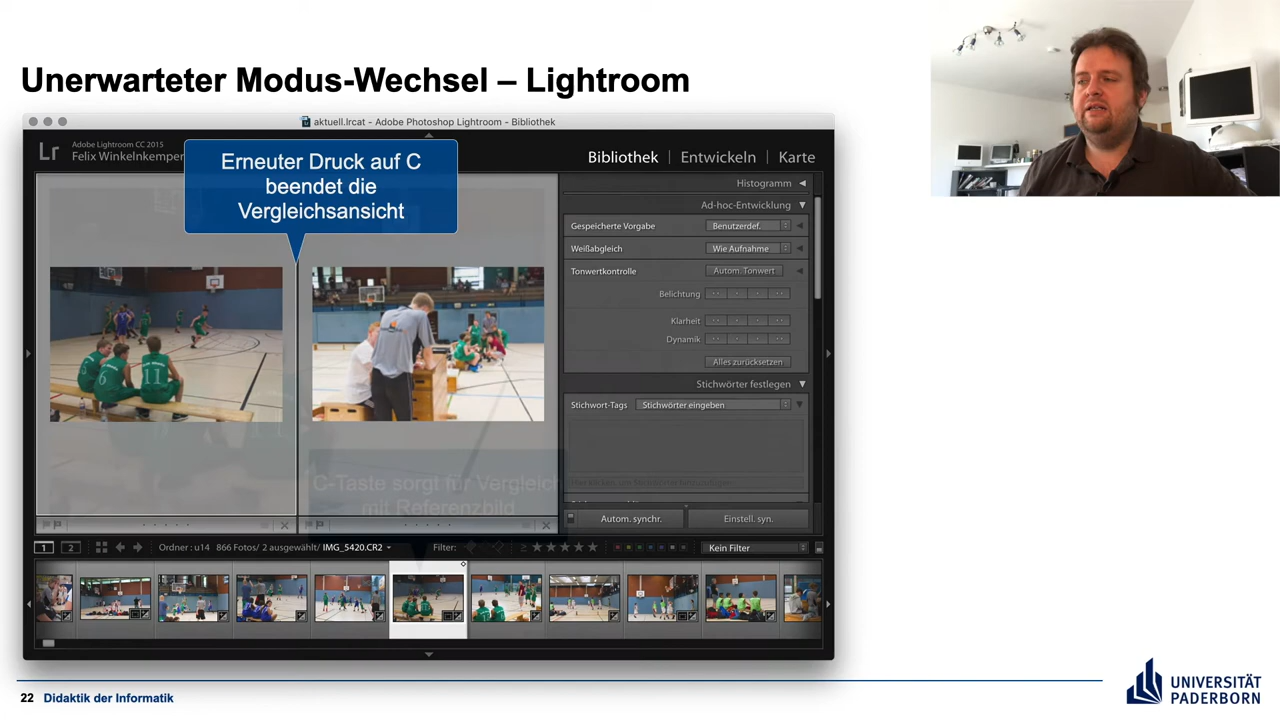 Unerwarteter Modus-Wechsel – Lightroom
aktuell.lrcat - Adobe Photoshop Lightroom - Bibliothek
Lr
Adobe Lightroom CC 2015
Felix Winkelnkemper
Erneuter Druck auf C
beendet die
Vergleichsansicht
Bibliothek | Entwickeln | Karte
Histogramm
Ad-hoc-Entwicklung
Gespeicherte Vorgabe Benutzerdef.
Weißabgleich Wie Aufnahme
Tonwertkontrolle Autom. Tonwert
Belichtung
Klarheit
Dynamik
Alles zurücksetzen
Stichwörter festlegen
Stichwort-Tags Stichwörter eingeben
C-Taste sorgt für Vergleich
mit Referenzbild
Autom. synchr. Einstell. syn.
1 2 Ordner : u14 866 Fotos/ 2 ausgewählt/ IMG_5420.CR2 Filter: Kein Filter
22 Didaktik der Informatik
UNIVERSITÄT
PADERBORN